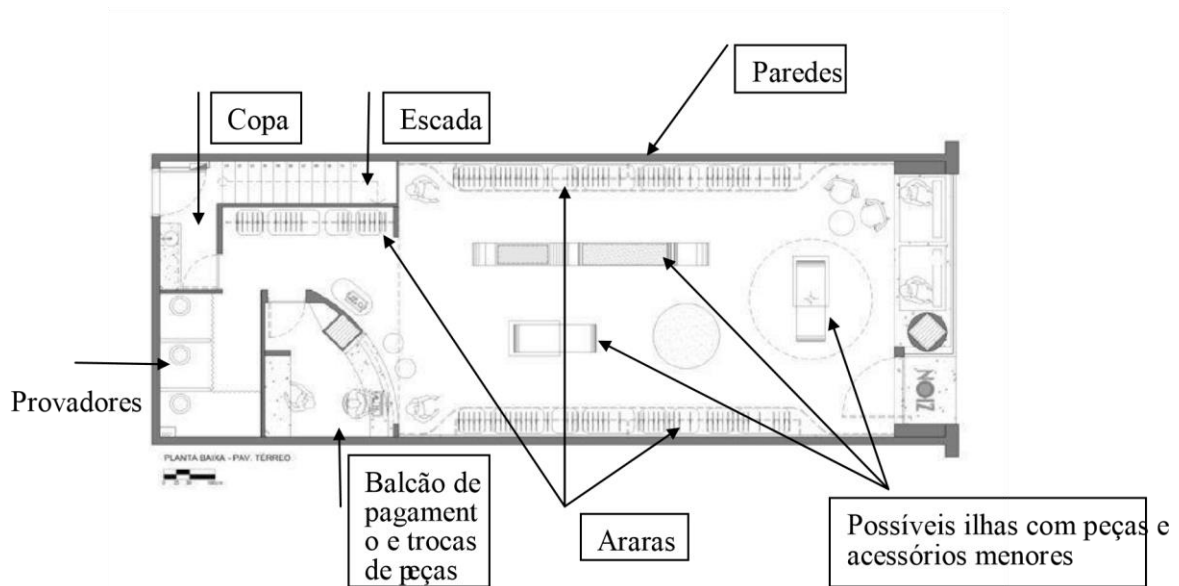 Paredes
Copa
Escada
Provadores
ZION
PLANTA BAIXA - PAV. TÉRREO
Balcão de
pagament
o e trocas
de peças
Araras
Possíveis ilhas com peças e
acessórios menores